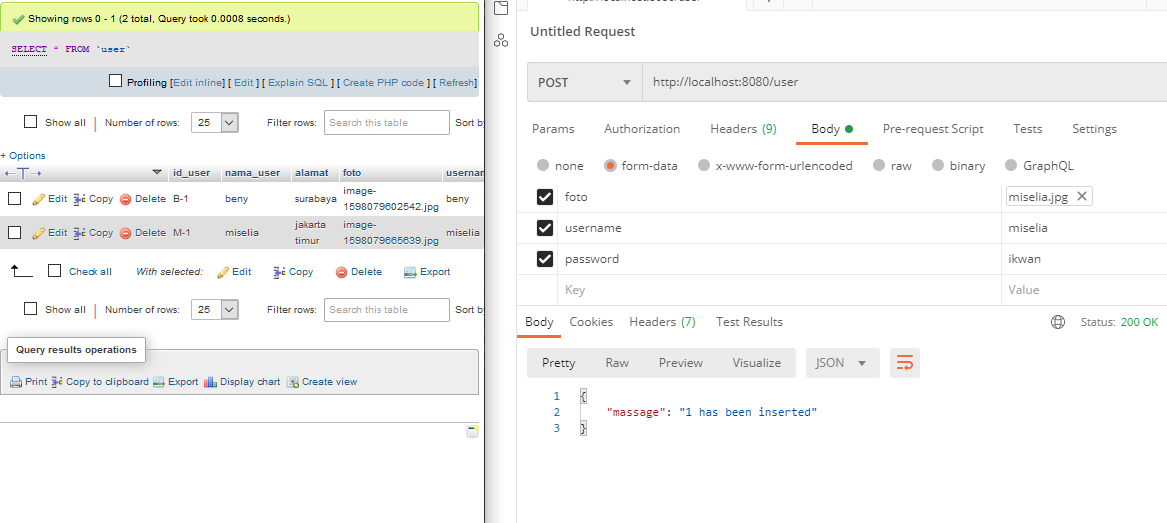 Showing rows 0 - 1 (2 total, Query took 0.0008 seconds.)
SELECT * FROM `user`
Profiling [Edit inline] [ Edit ] [ Explain SQL ] [ Create PHP code ] [ Refresh]
Show all | Number of rows: 25 Filter rows: Search this table Sort by
+ Options
id_user nama_user alamat foto usernam
Edit Copy Delete B-1 beny surabaya image-1598079602542.jpg beny
Edit Copy Delete M-1 miselia jakarta timur image-1598079665639.jpg miselia
Check all With selected: Edit Copy Delete Export
Show all | Number of rows: 25 Filter rows: Search this table Sort by
Query results operations
Print Copy to clipboard Export Display chart Create view
Untitled Request
POST http://localhost:8080/user
Params Authorization Headers (9) Body Pre-request Script Tests Settings
none form-data x-www-form-urlencoded raw binary GraphQL
foto miselia.jpg
username miselia
password ikwan
Key Value
Body Cookies Headers (7) Test Results Status: 200 OK
Pretty Raw Preview Visualize JSON
1 {
2 "massage": "1 has been inserted"
3 }